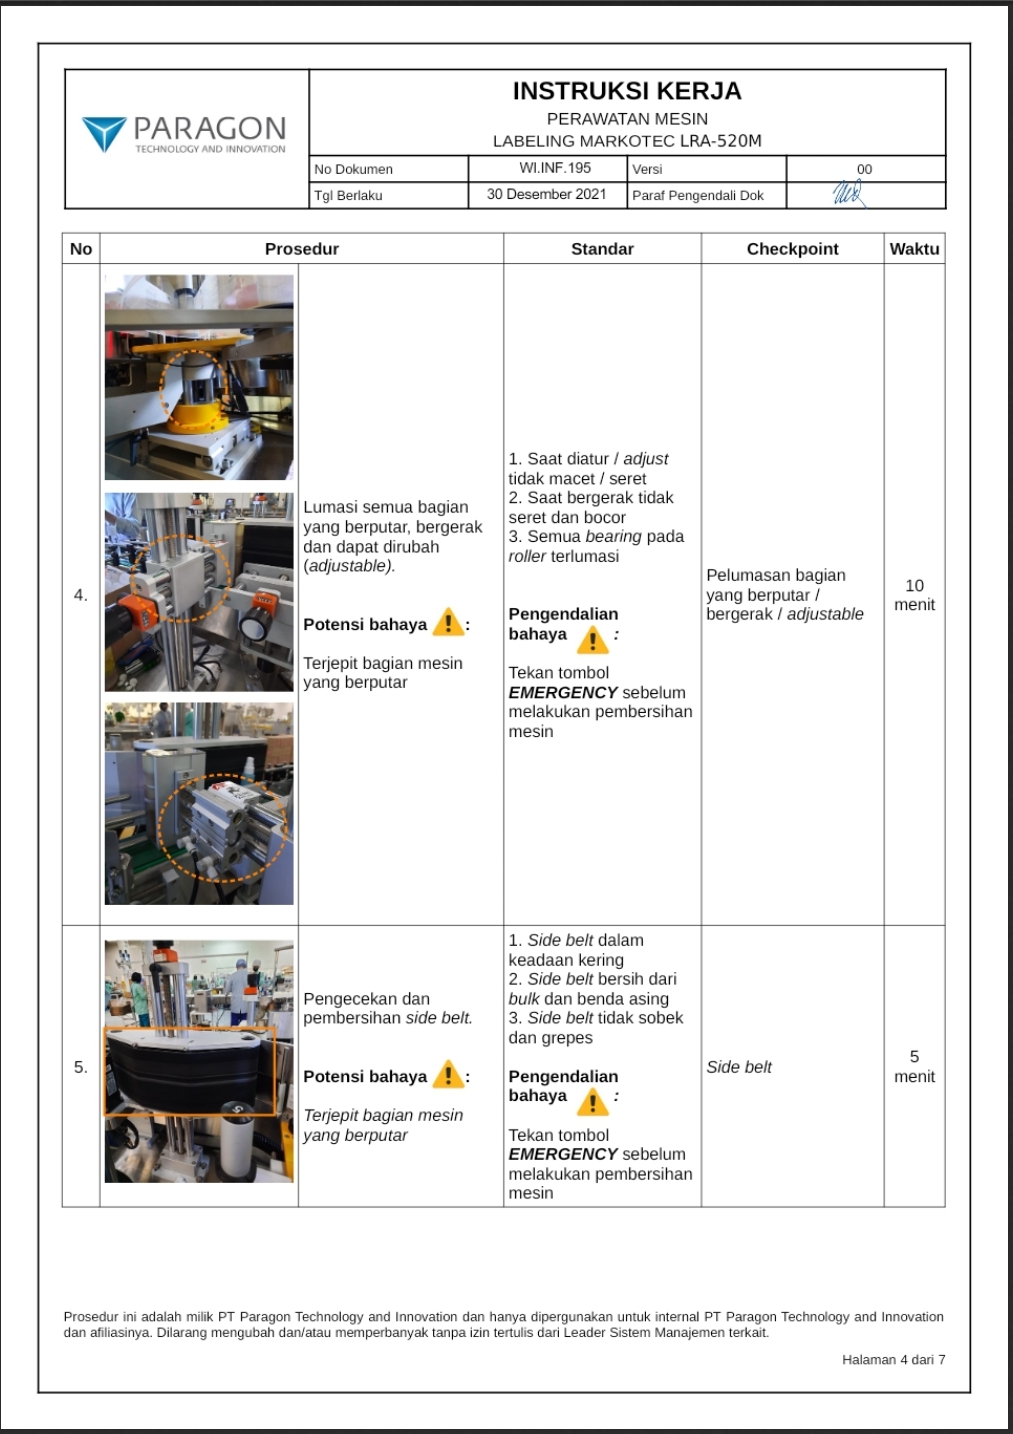 PARAGON
TECHNOLOGY AND INNOVATION
INSTRUKSI KERJA
PERAWATAN MESIN
LABELING MARKOTEC LRA-520M
No Dokumen
WI.INF.195
Versi
00
Tgl Berlaku
30 Desember 2021
Paraf Pengendali Dok
No
Prosedur
Standar
Checkpoint
Waktu
4.
Lumasi semua bagian
yang berputar, bergerak
dan dapat dirubah
(adjustable).
Potensi bahaya :
Terjepit bagian mesin
yang berputar
1. Saat diatur / adjust
tidak macet / seret
2. Saat bergerak tidak
seret dan bocor
3. Semua bearing pada
roller terlumasi
Pengendalian
bahaya :
Tekan tombol
EMERGENCY sebelum
melakukan pembersihan
mesin
Pelumasan bagian
yang berputar /
bergerak / adjustable
10
menit
5.
Pengecekan dan
pembersihan side belt.
Potensi bahaya :
Terjepit bagian mesin
yang berputar
1. Side belt dalam
keadaan kering
2. Side belt bersih dari
bulk dan benda asing
3. Side belt tidak sobek
dan grepes
Pengendalian
bahaya :
Tekan tombol
EMERGENCY sebelum
melakukan pembersihan
mesin
Side belt
5
menit
Prosedur ini adalah milik PT Paragon Technology and Innovation dan hanya dipergunakan untuk internal PT Paragon Technology and Innovation
dan afiliasinya. Dilarang mengubah dan/atau memperbanyak tanpa izin tertulis dari Leader Sistem Manajemen terkait.
Halaman 4 dari 7